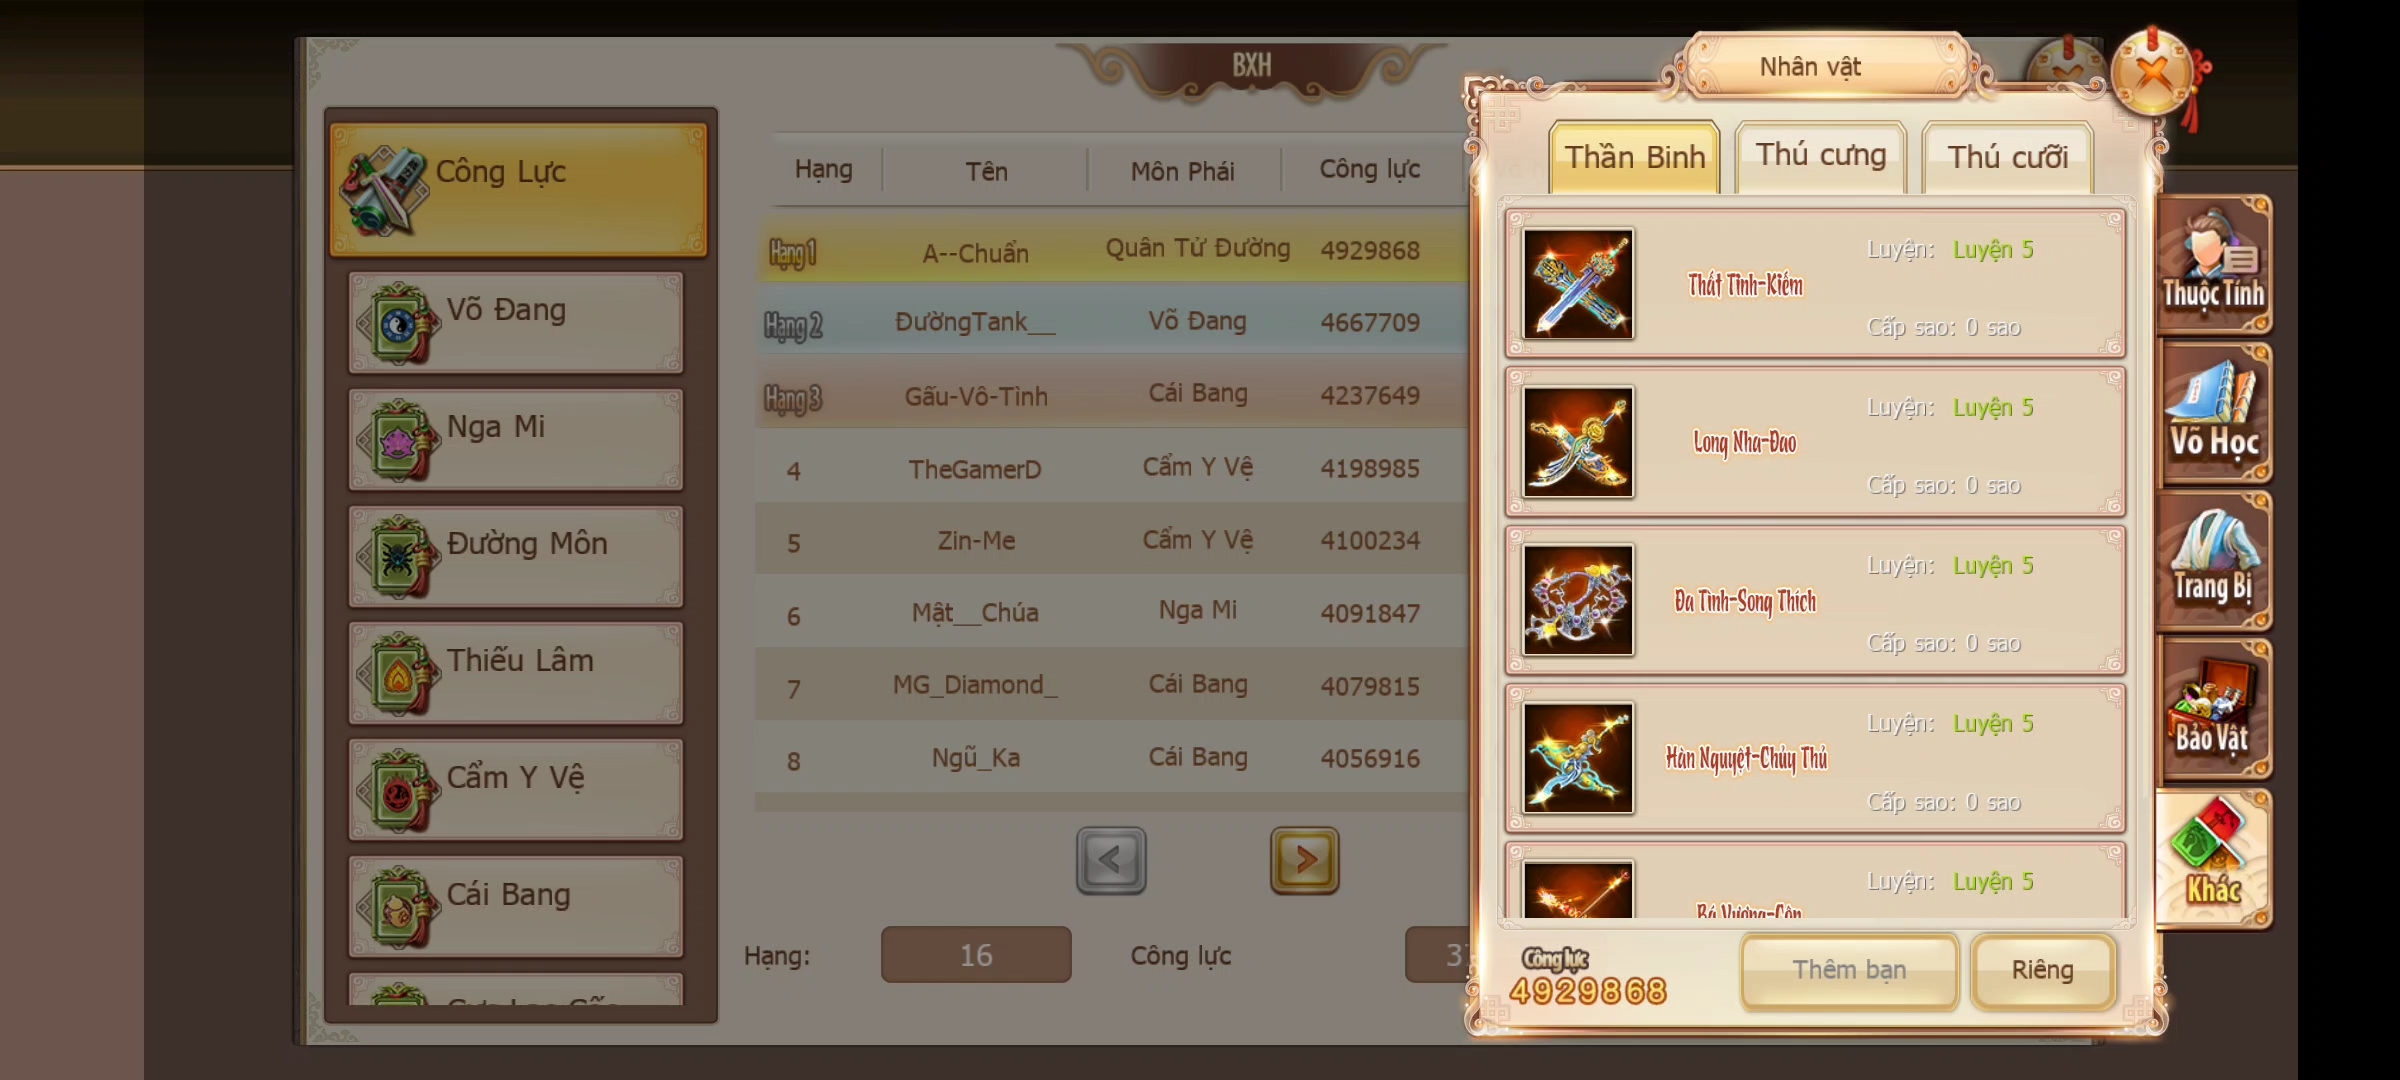 BXH
Công Lực
Võ Đang
Nga Mi
Đường Môn
Thiếu Lâm
Cẩm Y Vệ
Cái Bang
Hạng Tên Môn Phái Công lực
Hạng 1 A--Chuẩn Quân Tử Đường 4929868
Hạng 2 ĐườngTank__ Võ Đang 4667709
Hạng 3 Gấu-Vô-Tình Cái Bang 4237649
4 TheGamerD Cẩm Y Vệ 4198985
5 Zin-Me Cẩm Y Vệ 4100234
6 Mật__Chúa Nga Mi 4091847
7 MG_Diamond_ Cái Bang 4079815
8 Ngũ_Ka Cái Bang 4056916
< >
Hạng: 16 Công lực
Nhân vật
Thần Binh Thú cưng Thú cưỡi
Luyện: Luyện 5
Thất Tinh-Kiếm
Cấp sao: 0 sao
Luyện: Luyện 5
Long Nha-Đao
Cấp sao: 0 sao
Luyện: Luyện 5
Đa Tình-Song Thích
Cấp sao: 0 sao
Luyện: Luyện 5
Hàn Nguyệt-Chủy Thủ
Cấp sao: 0 sao
Luyện: Luyện 5
Bá Vương-Côn
Công lực
4929868
Thêm bạn Riêng
Thuộc Tính
Võ Học
Trang Bị
Bảo Vật
Khác